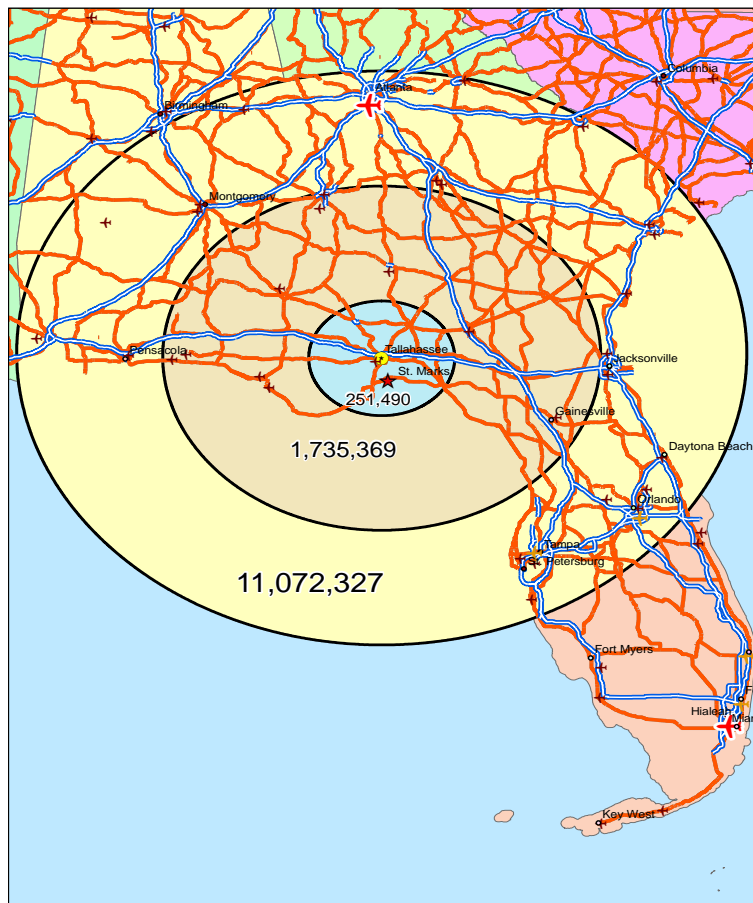 Columbia
Atlanta
Birmingham
Montgomery
Pensacola
Tallahassee
St. Marks
Jacksonville
251,490
Gainesville
1,735,369
Daytona Beach
Orlando
Tampa
St. Petersburg
11,072,327
Fort Myers
F
Hialeah
Mia
Key West